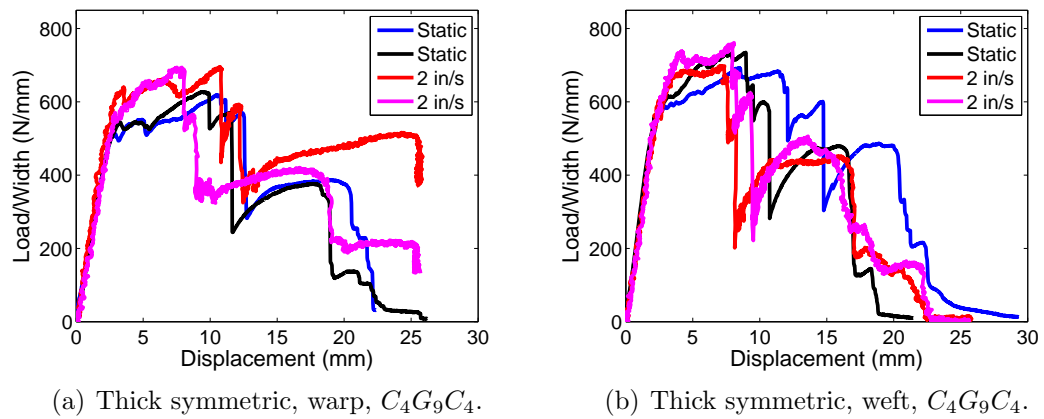 Static
Static
2 in/s
2 in/s
Load/Width (N/mm)
800
600
400
200
0
0 5 10 15 20 25 30
Displacement (mm)
(a) Thick symmetric, warp, C₄G₉C₄.
Static
Static
2 in/s
2 in/s
Load/Width (N/mm)
800
600
400
200
0
0 5 10 15 20 25 30
Displacement (mm)
(b) Thick symmetric, weft, C₄G₉C₄.